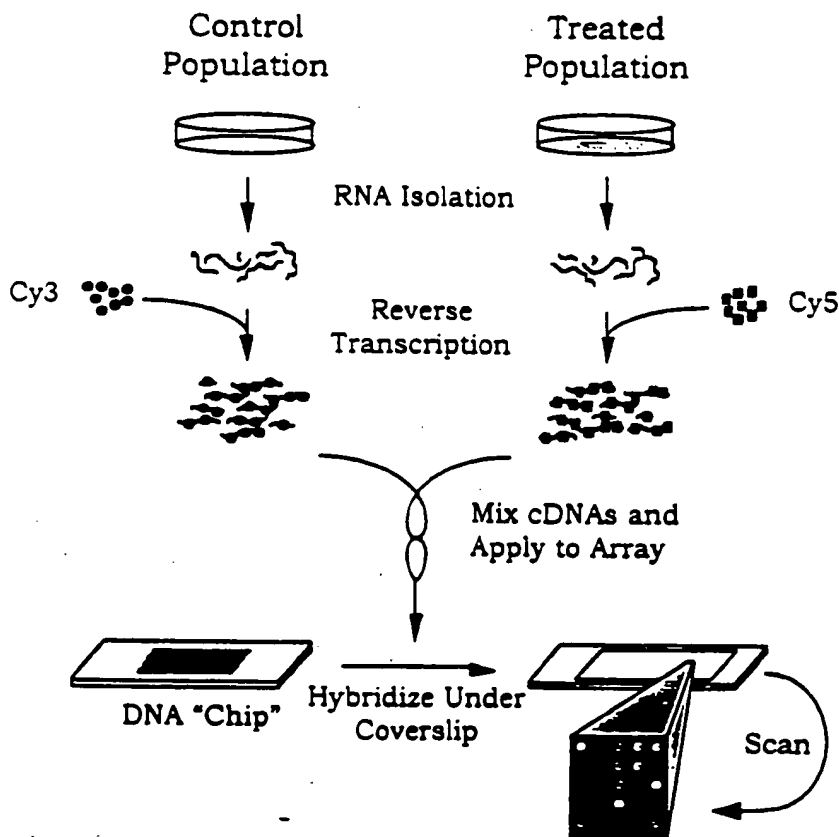 Control
Population
Treated
Population
RNA Isolation
Cy3
Reverse
Transcription
Cy5
Mix cDNAs and
Apply to Array
DNA "Chip"
Hybridize Under
Coverslip
Scan